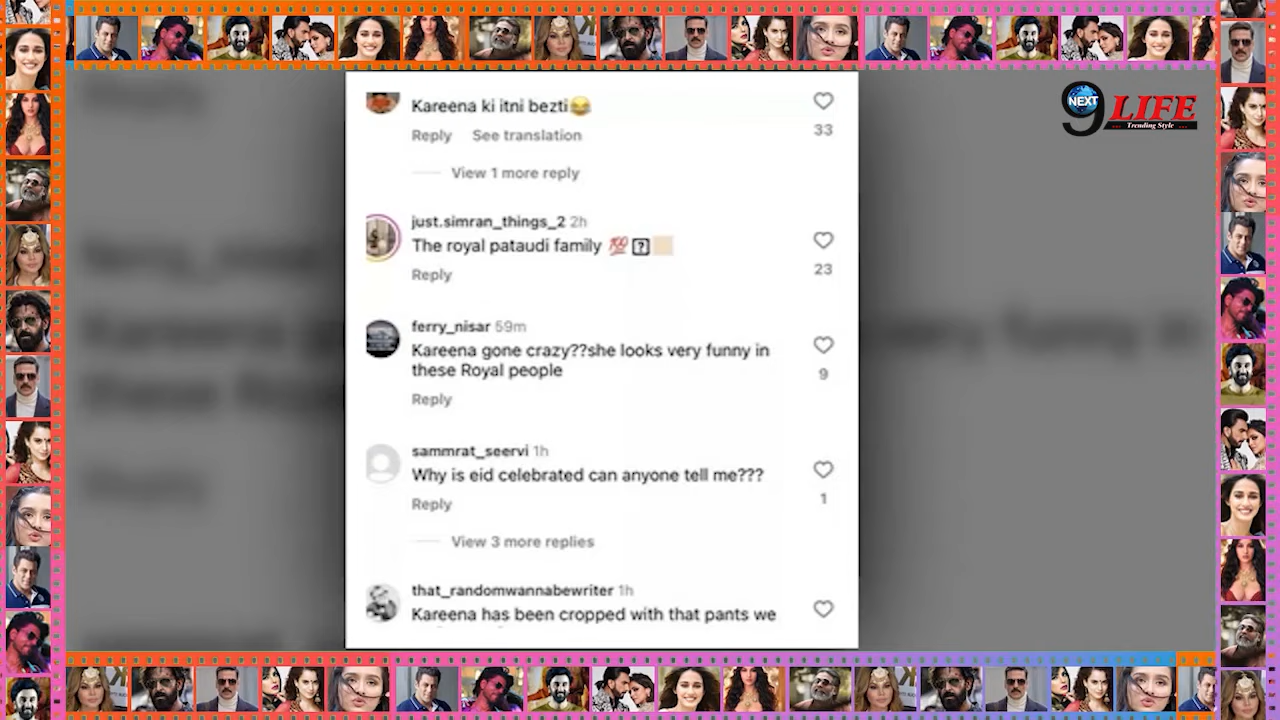 Kareena ki itni bezti😂
33
Reply See translation
View 1 more reply
just.simran_things_2 2h
The royal pataudi family 💯
23
Reply
ferry_nisar 59m
Kareena gone crazy??she looks very funny in
these Royal people
9
Reply
sammrat_seervi 1h
Why is eid celebrated can anyone tell me???
1
Reply
View 3 more replies
that_randomwannabewriter 1h
Kareena has been cropped with that pants we
NEXT
9 LIFE
Trending Style